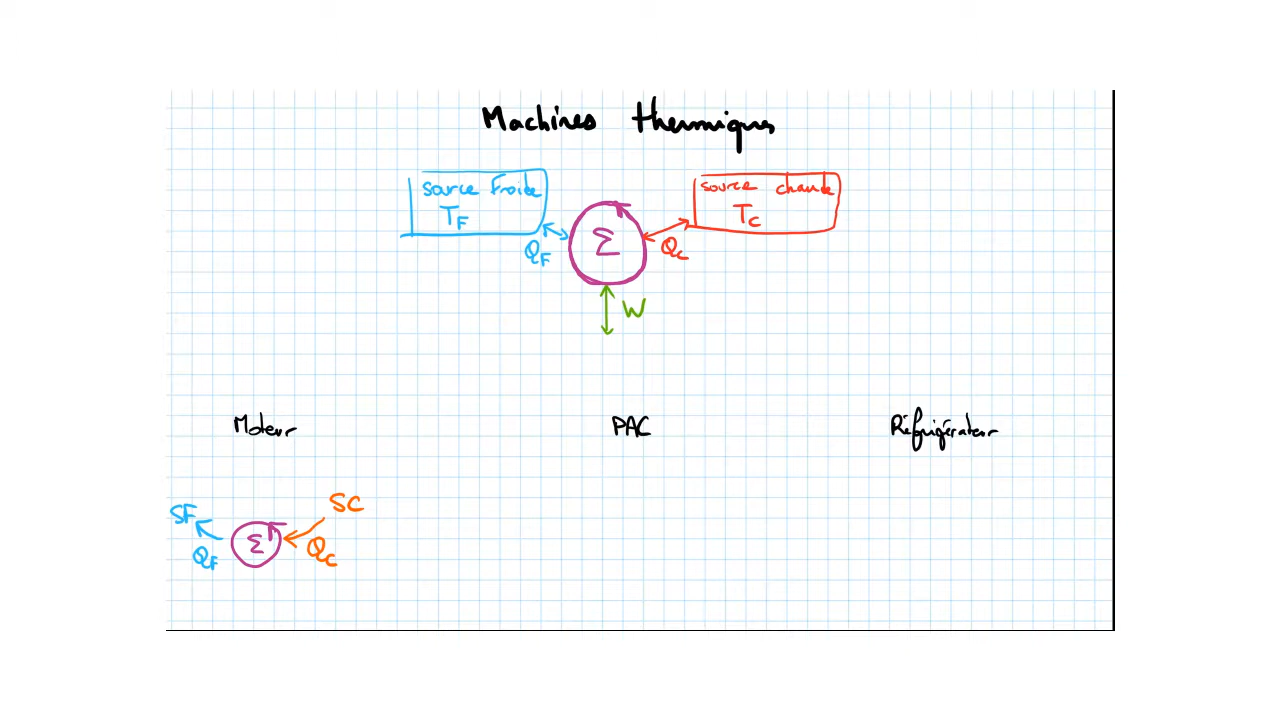 Machines thermiques
source froide
source chaude
T_F
T_C
Σ
Q_F
Q_C
W
Moteur
PAC
Réfrigérateur
SF
SC
Σ
Q_F
Q_C